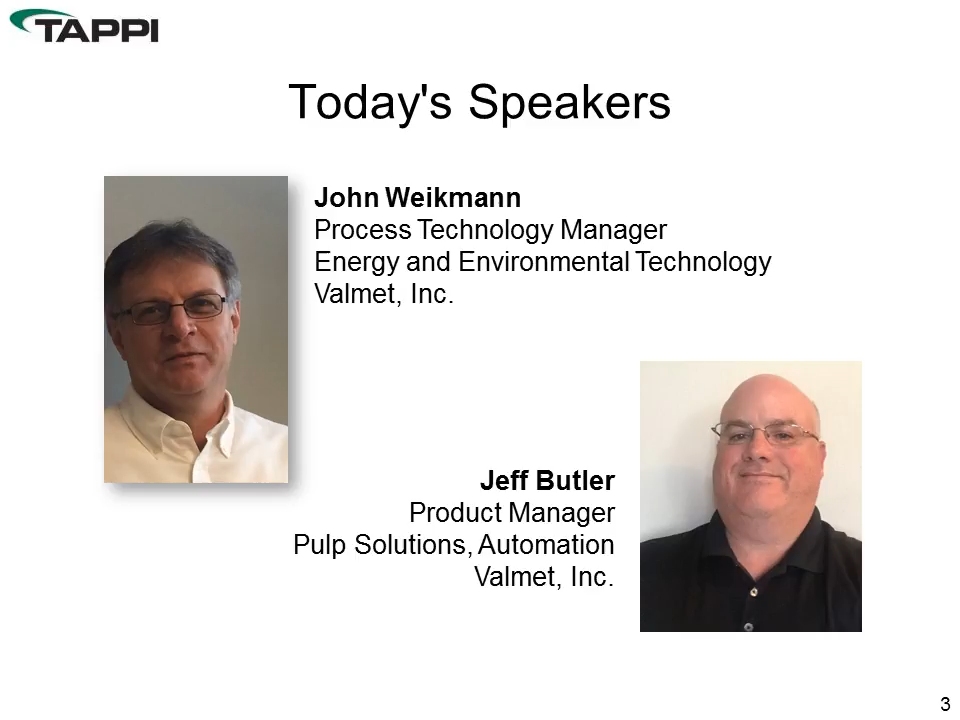 TAPPI
Today's Speakers
John Weikmann
Process Technology Manager
Energy and Environmental Technology
Valmet, Inc.
Jeff Butler
Product Manager
Pulp Solutions, Automation
Valmet, Inc.
3